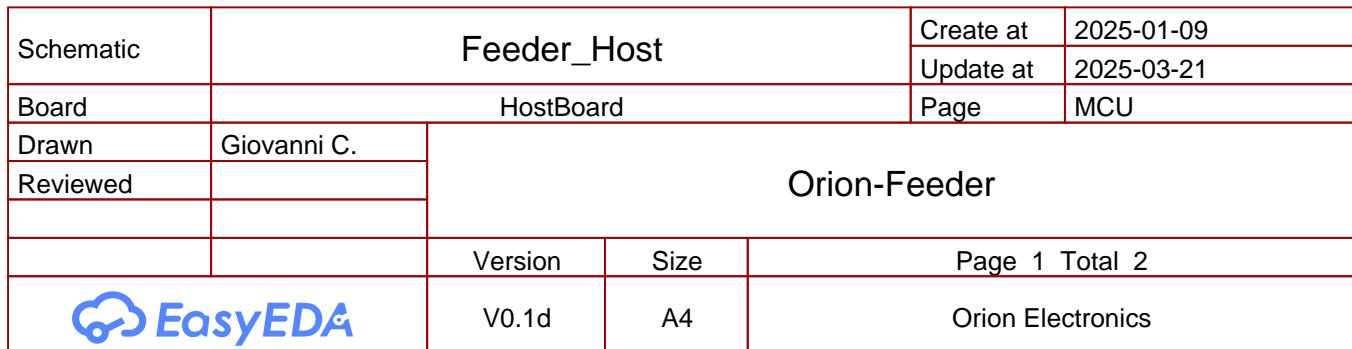 Schematic Feeder_Host Create at 2025-01-09
Update at 2025-03-21
Board HostBoard Page MCU
Drawn Giovanni C.
Reviewed Orion-Feeder
Version Size Page 1 Total 2
EasyEDA V0.1d A4 Orion Electronics